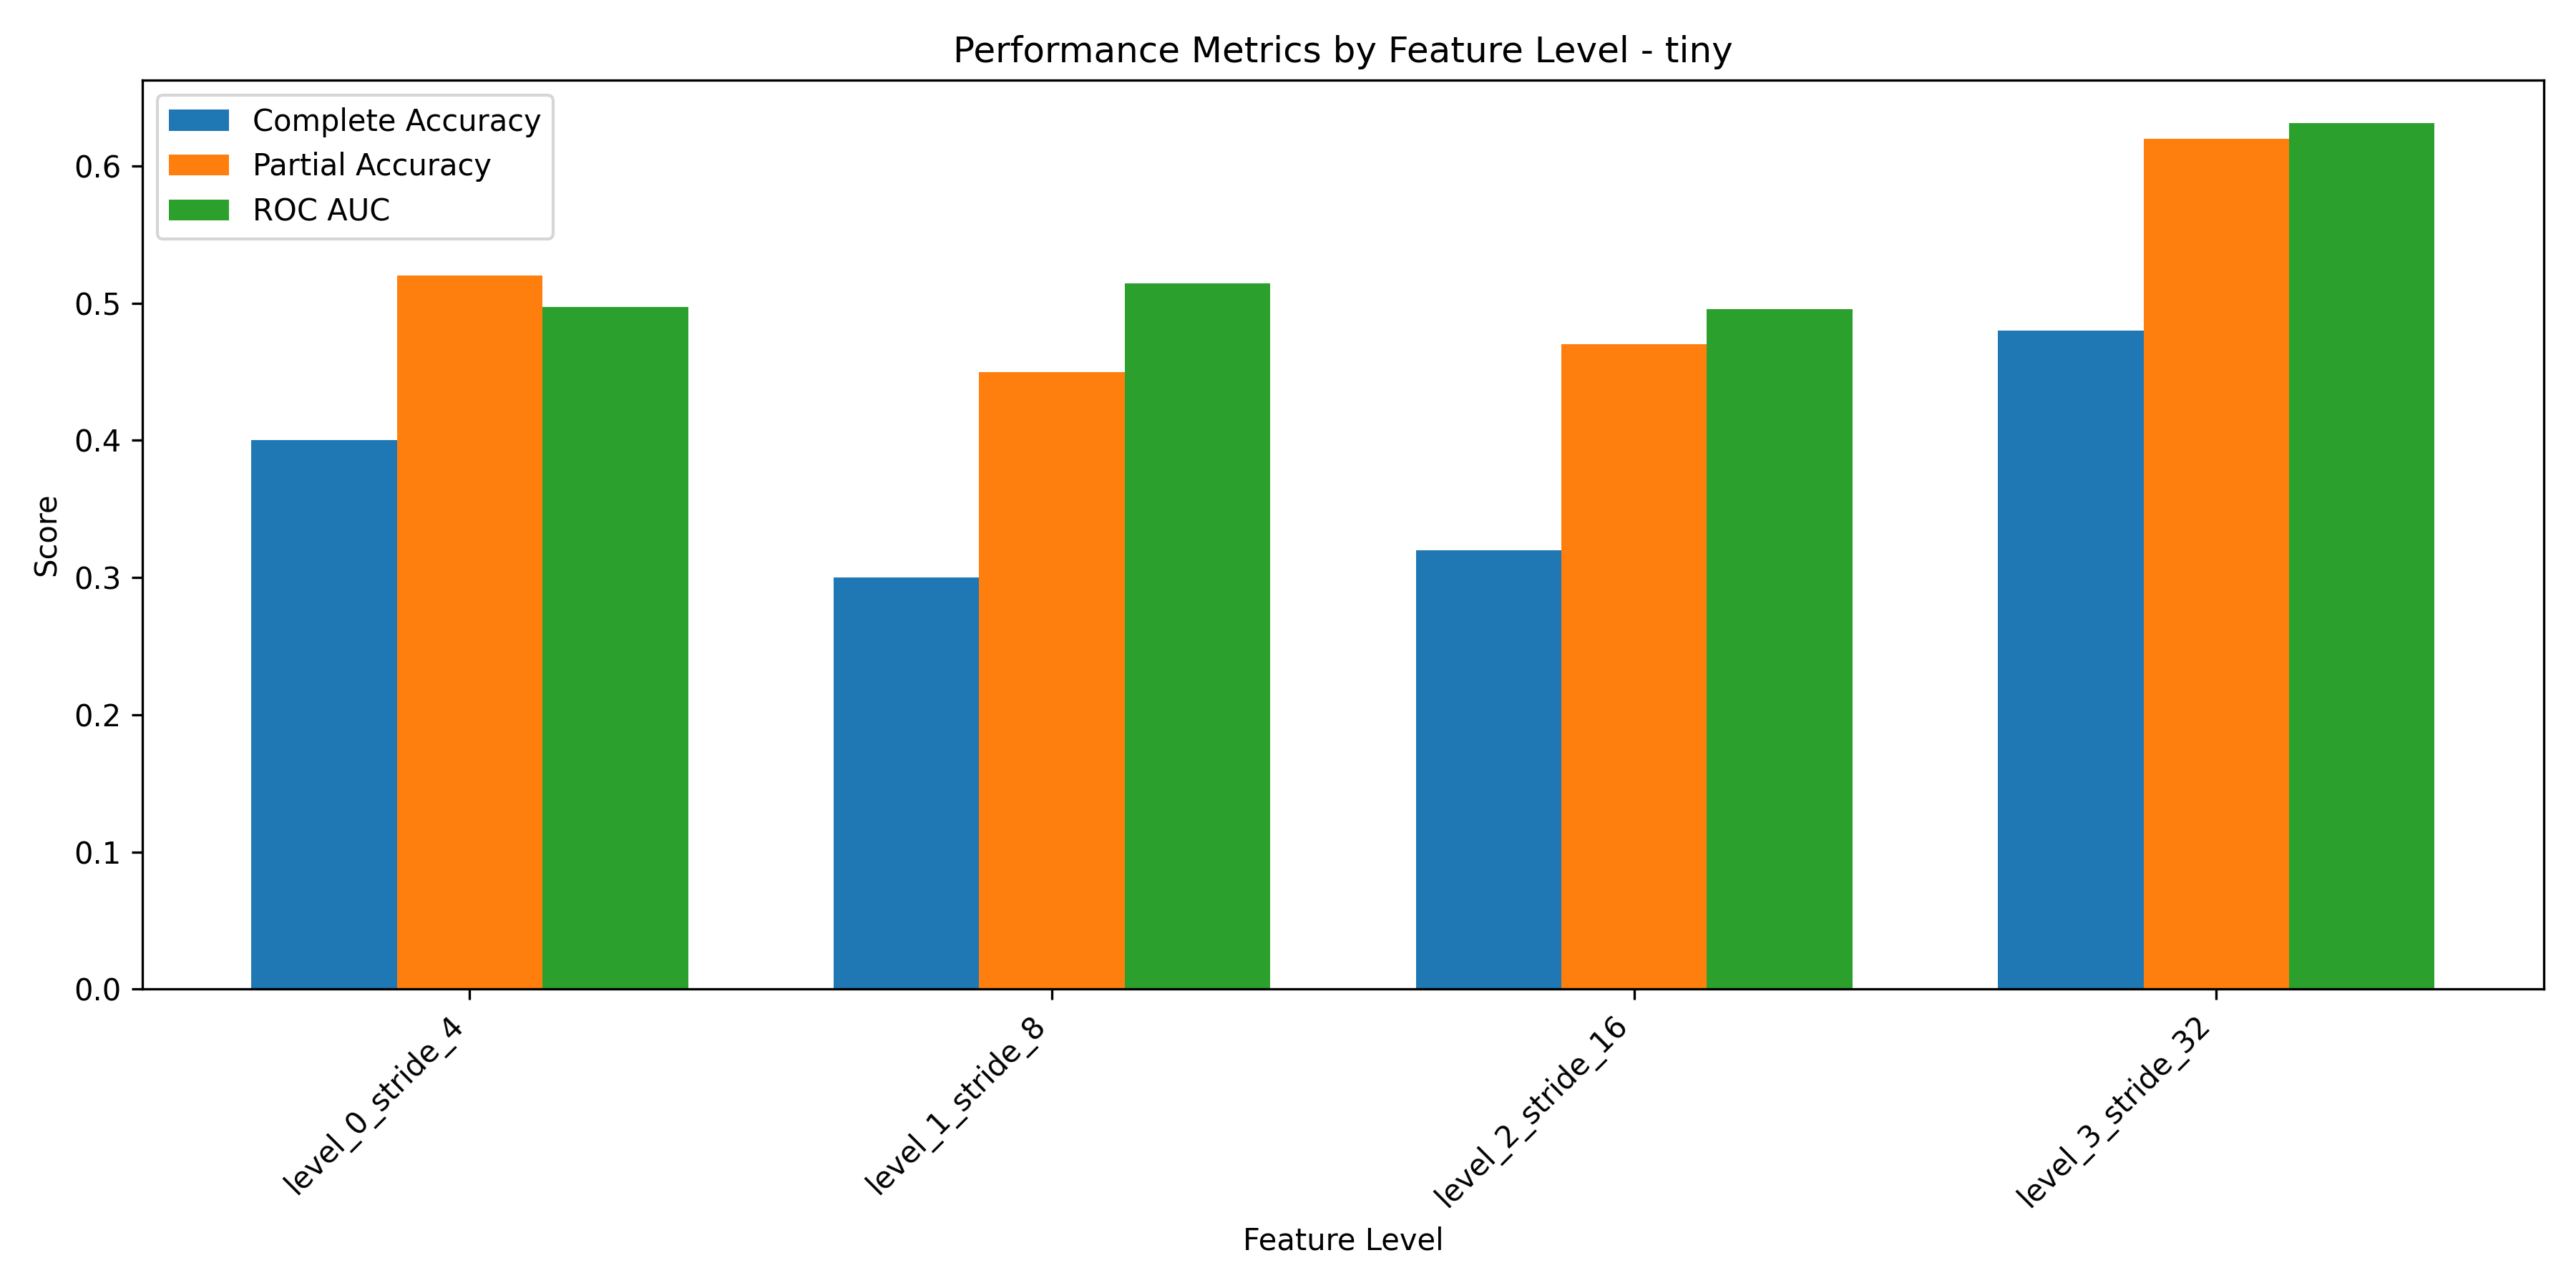 Performance Metrics by Feature Level - tiny
Complete Accuracy
Partial Accuracy
ROC AUC
Score
0.6
0.5
0.4
0.3
0.2
0.1
0.0
level_0_stride_4
level_1_stride_8
level_2_stride_16
level_3_stride_32
Feature Level